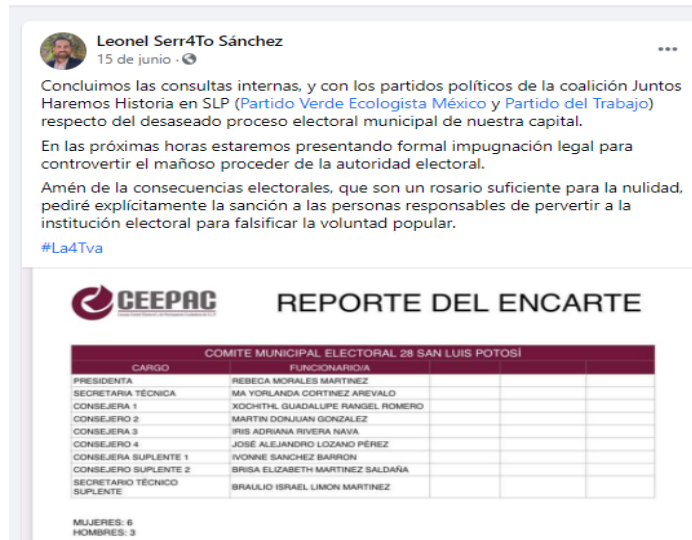 Leonel Serr4To Sánchez
15 de junio ·
Concluimos las consultas internas, y con los partidos políticos de la coalición Juntos
Haremos Historia en SLP (Partido Verde Ecologista México y Partido del Trabajo)
respecto del desaseado proceso electoral municipal de nuestra capital.
En las próximas horas estaremos presentando formal impugnación legal para
controvertir el mañoso proceder de la autoridad electoral.
Amén de la consecuencias electorales, que son un rosario suficiente para la nulidad,
pediré explícitamente la sanción a las personas responsables de pervertir a la
institución electoral para falsificar la voluntad popular.
#La4Tva
CEEPAC REPORTE DEL ENCARTE
COMITE MUNICIPAL ELECTORAL 28 SAN LUIS POTOSÍ
CARGO FUNCIONARIO/A
PRESIDENTA REBECA MORALES MARTINEZ
SECRETARIA TÉCNICA MA YORLANDA CORTINEZ AREVALO
CONSEJERA 1 XOCHITHL GUADALUPE RANGEL ROMERO
CONSEJERO 2 MARTIN DONJUAN GONZALEZ
CONSEJERA 3 IRIS ADRIANA RIVERA NAVA
CONSEJERO 4 JOSÉ ALEJANDRO LOZANO PÉREZ
CONSEJERA SUPLENTE 1 IVONNE SANCHEZ BARRON
CONSEJERO SUPLENTE 2 BRISA ELIZABETH MARTINEZ SALDAÑA
SECRETARIO TÉCNICO
SUPLENTE BRAULIO ISRAEL LIMON MARTINEZ
MUJERES: 6
HOMBRES: 3